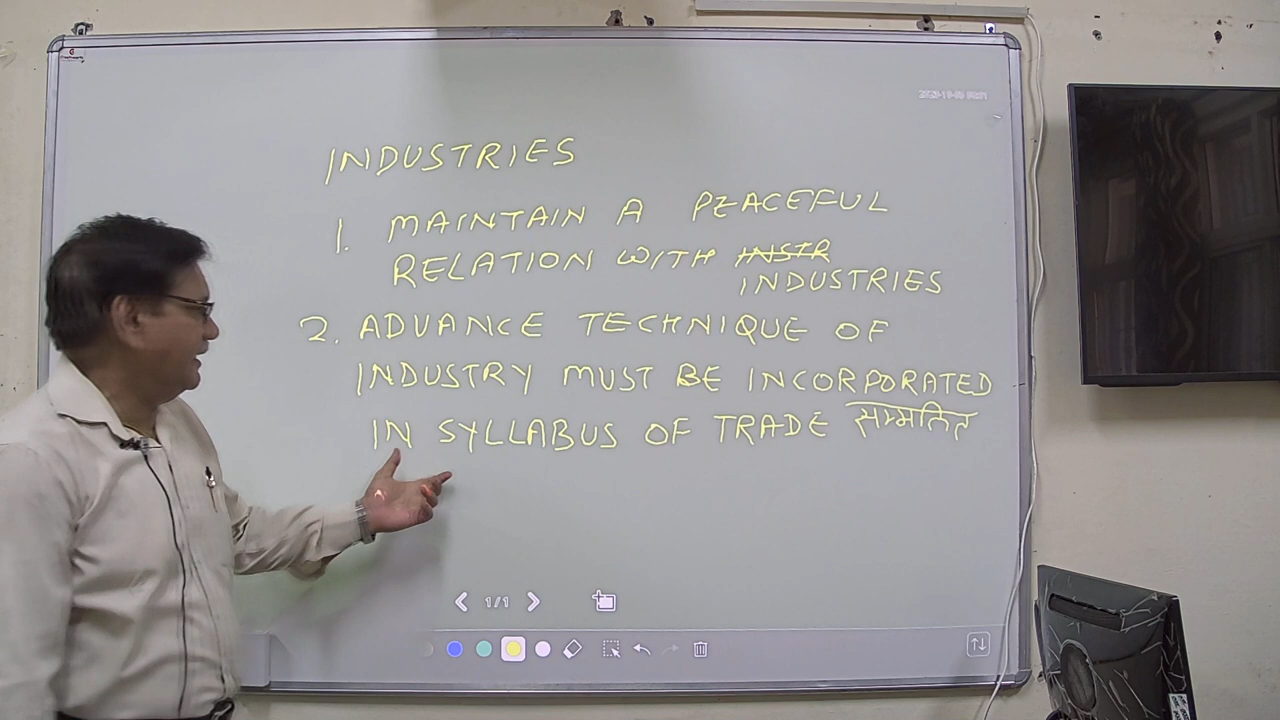 INDUSTRIES
1. MAINTAIN A PEACEFUL
RELATION WITH INSTR
INDUSTRIES
2. ADVANCE TECHNIQUE OF
INDUSTRY MUST BE INCORPORATED
IN SYLLABUS OF TRADE सम्मलित
1/1